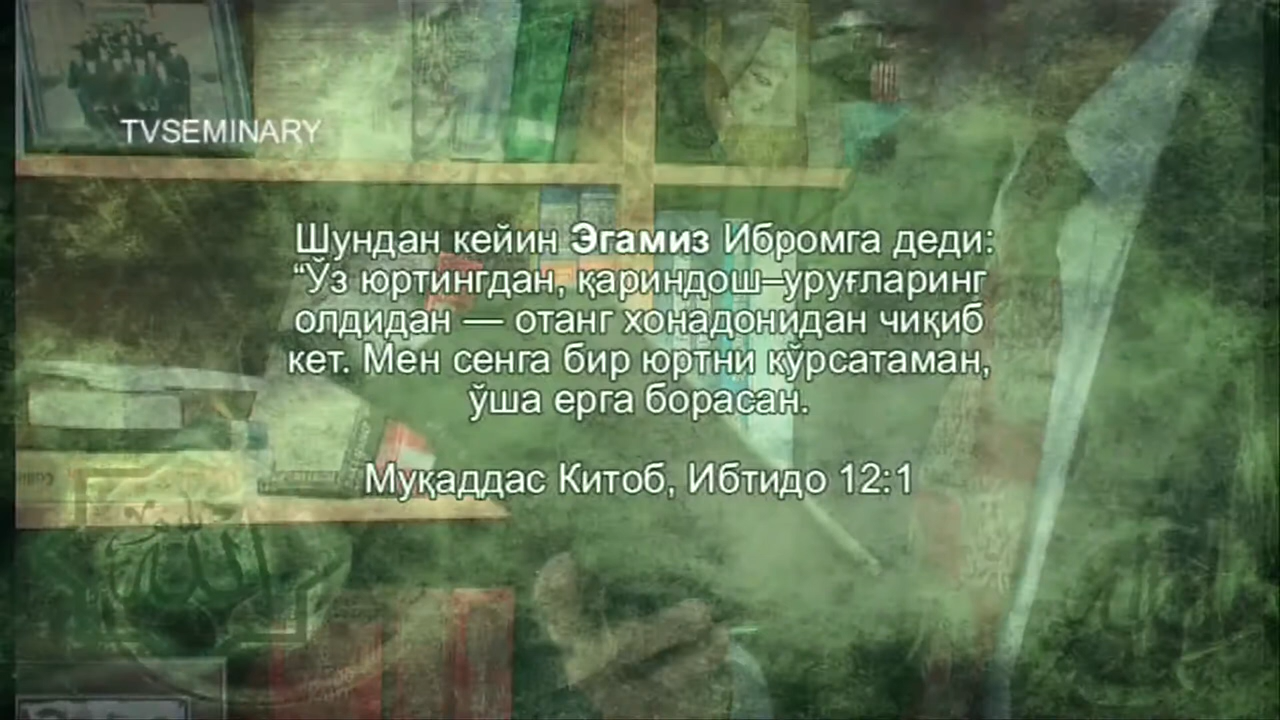 TVSEMINARY
Шундан кейин Эгамиз Ибромга деди:
“Ўз юртингдан, қариндош–уруғларинг
олдидан — отанг хонадонидан чиқиб
кет. Мен сенга бир юртни кўрсатаман,
ўша ерга борасан.
Муқаддас Китоб, Ибтидо 12:1
الله